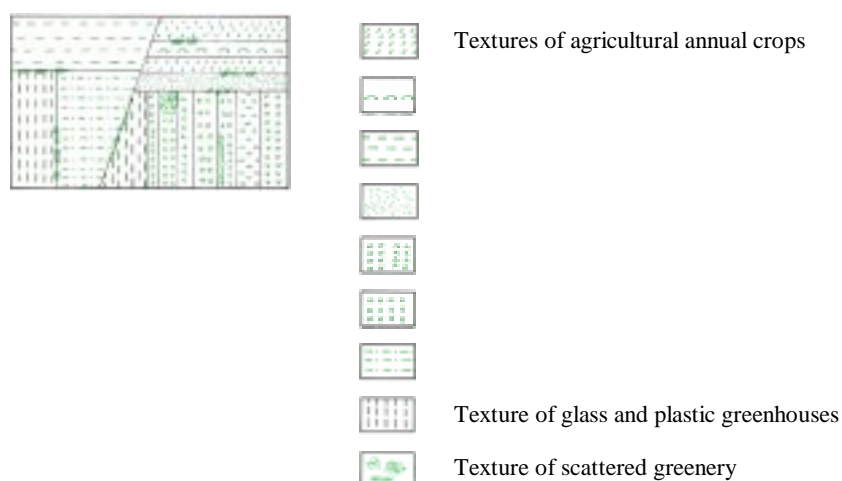 Textures of agricultural annual crops
Texture of glass and plastic greenhouses
Texture of scattered greenery